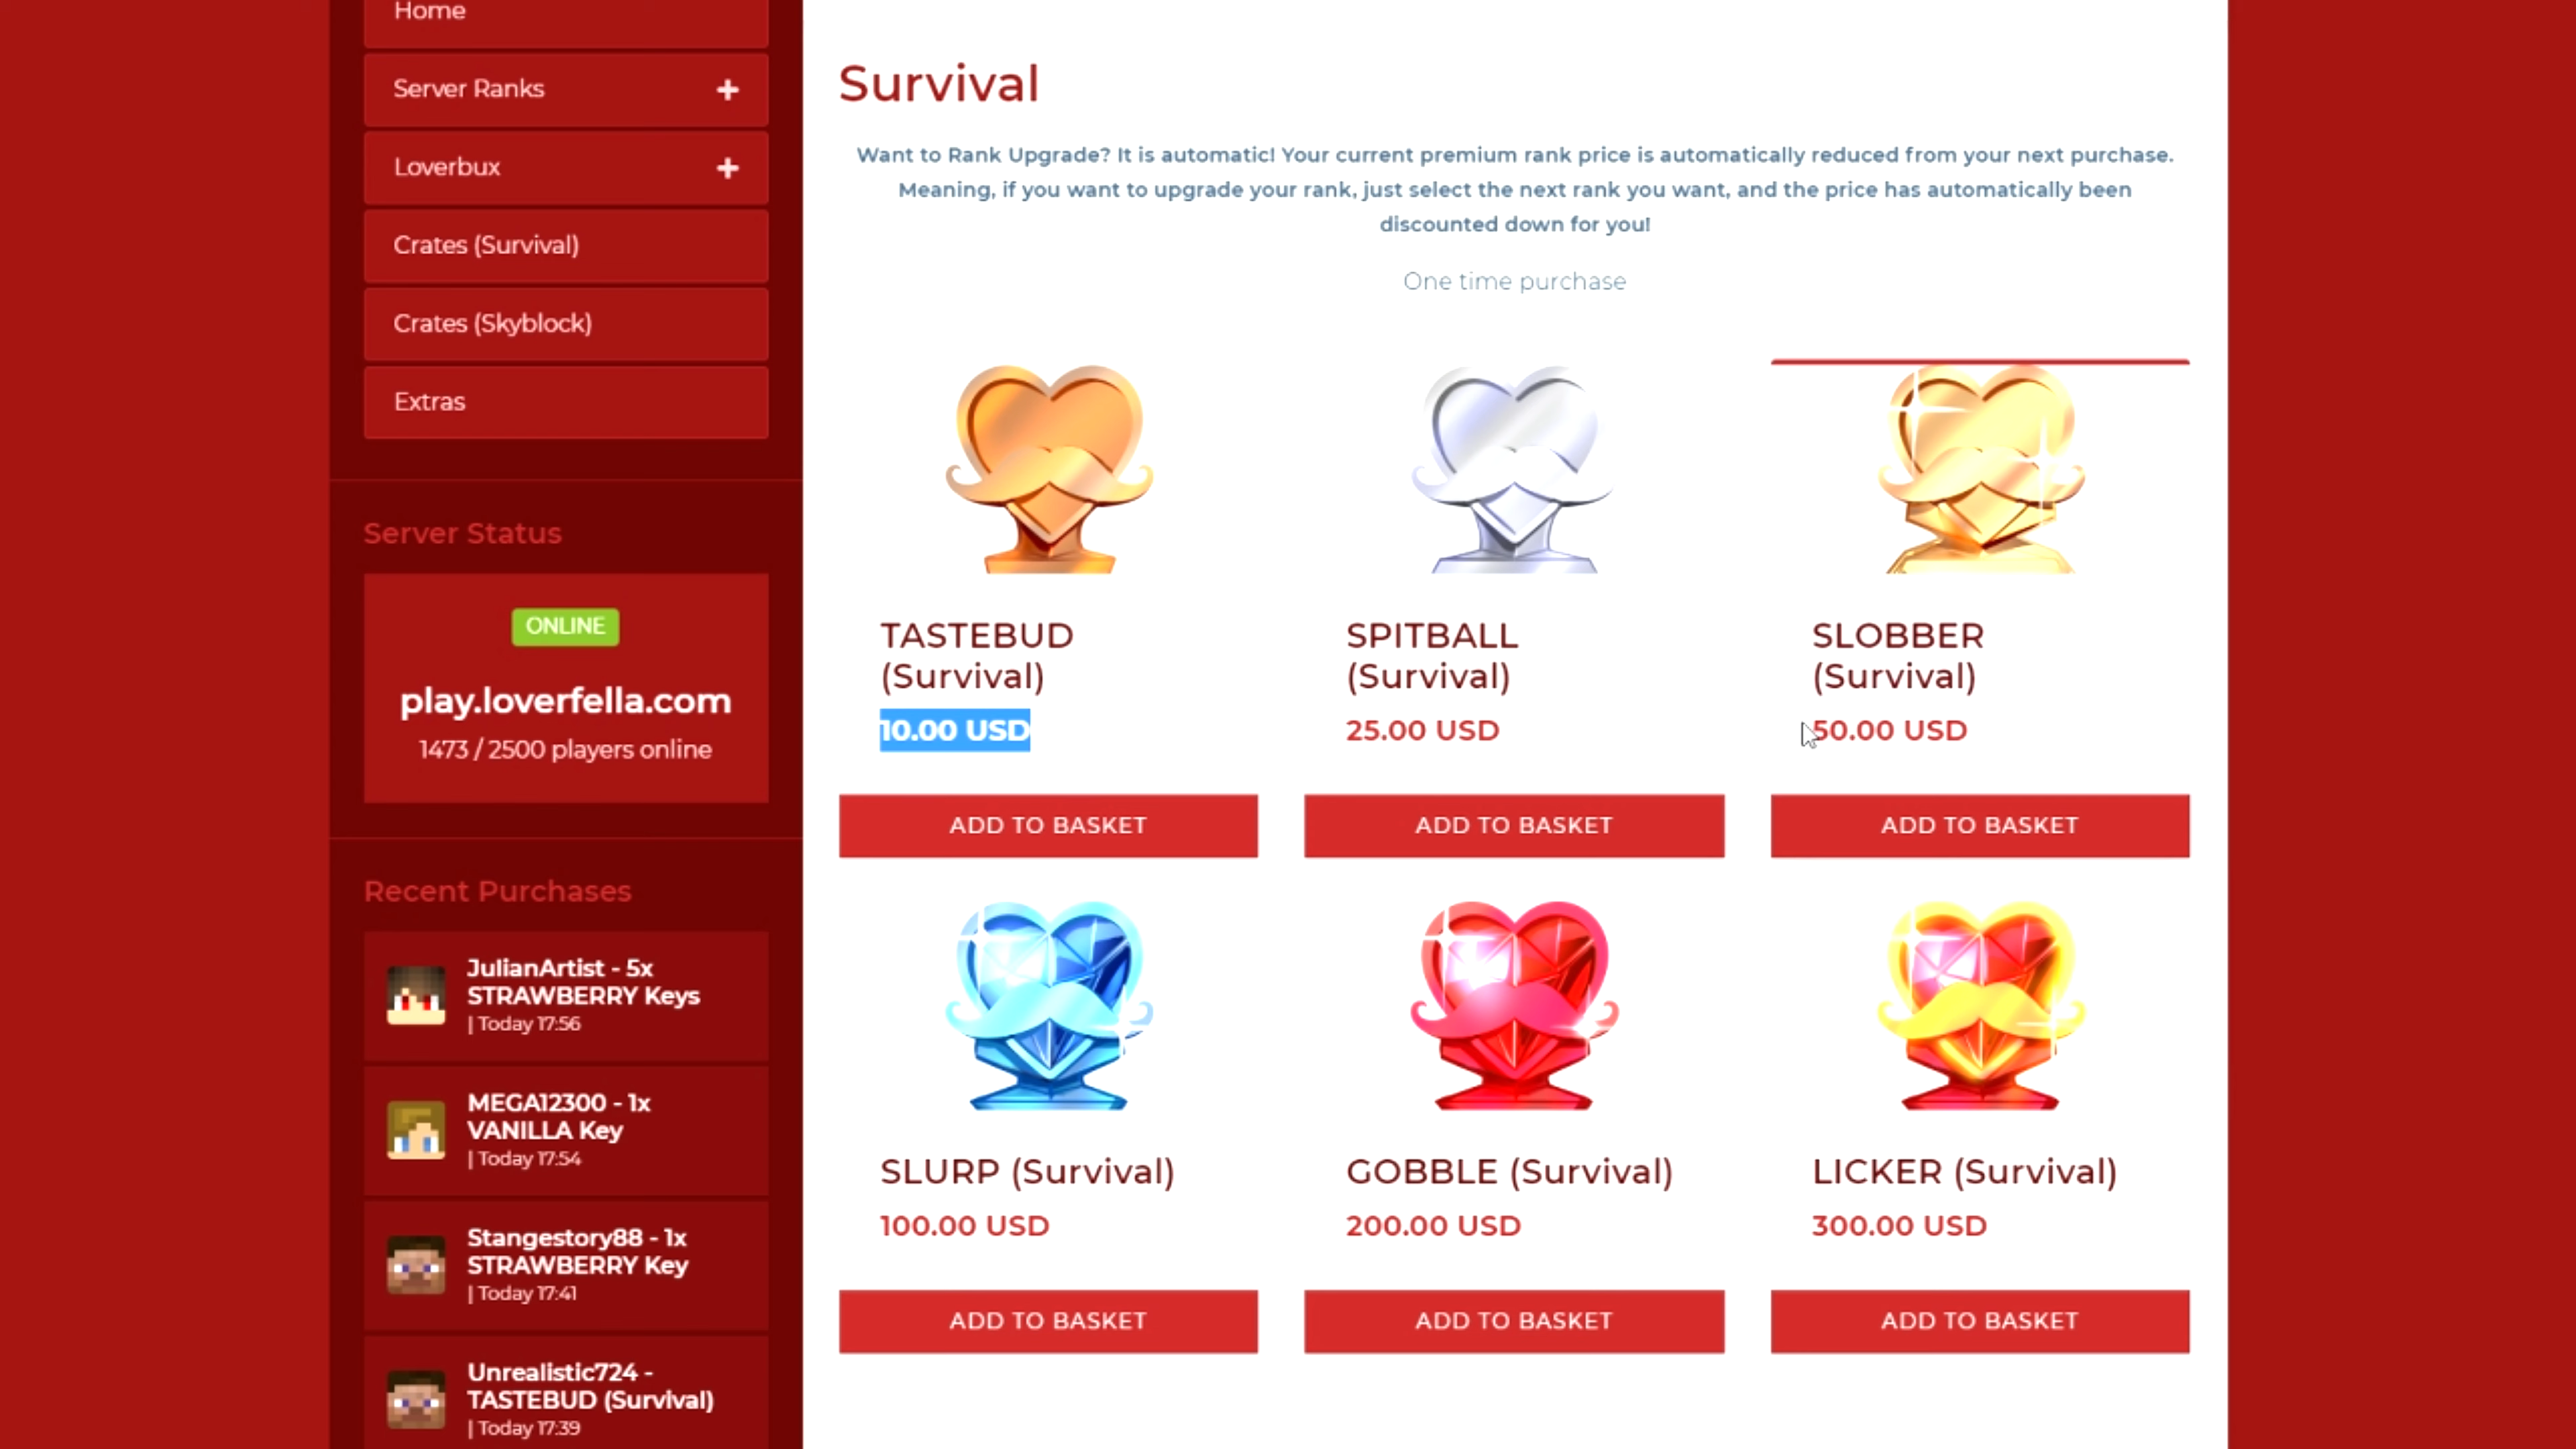 Home
Server Ranks
Loverbux
Crates (Survival)
Crates (Skyblock)
Extras
Server Status
ONLINE
play.loverfella.com
1473 / 2500 players online
Recent Purchases
JulianArtist - 5x
STRAWBERRY Keys
| Today 17:56
MEGA12300 - 1x
VANILLA Key
| Today 17:54
Stangestory88 - 1x
STRAWBERRY Key
| Today 17:41
Unrealistic724 -
TASTEBUD (Survival)
| Today 17:39
Survival
Want to Rank Upgrade? It is automatic! Your current premium rank price is automatically reduced from your next purchase.
Meaning, if you want to upgrade your rank, just select the next rank you want, and the price has automatically been
discounted down for you!
One time purchase
TASTEBUD
(Survival)
10.00 USD
ADD TO BASKET
SPITBALL
(Survival)
25.00 USD
ADD TO BASKET
SLOBBER
(Survival)
50.00 USD
ADD TO BASKET
SLURP (Survival)
100.00 USD
ADD TO BASKET
GOBBLE (Survival)
200.00 USD
ADD TO BASKET
LICKER (Survival)
300.00 USD
ADD TO BASKET